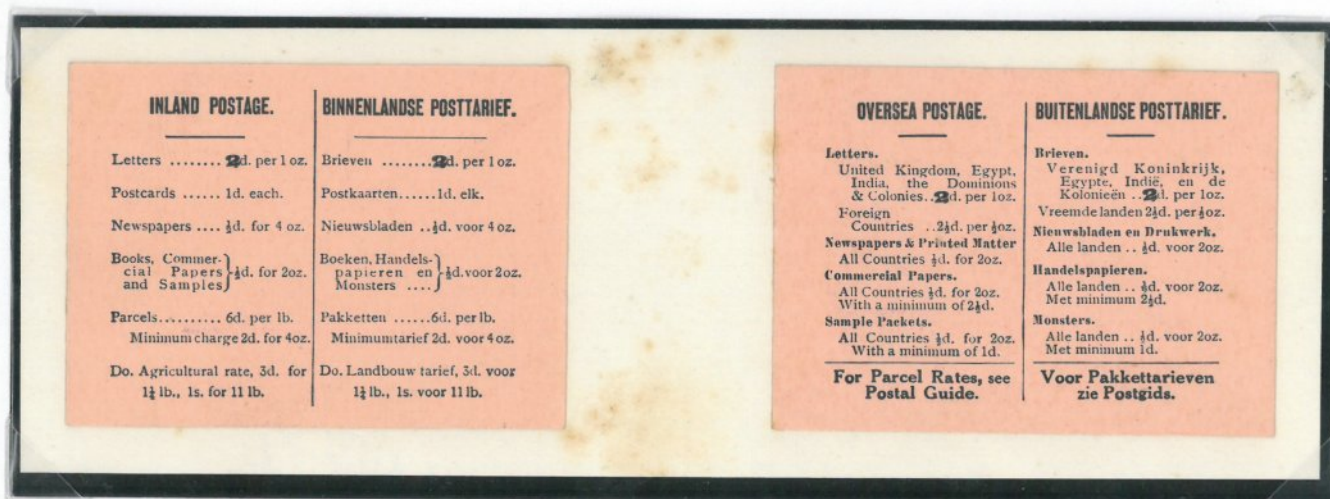 INLAND POSTAGE.
Letters ........ 2d. per 1 oz.
Postcards ...... 1d. each.
Newspapers .... ½d. for 4 oz.
Books, Commer-
cial Papers } ½d. for 2oz.
and Samples
Parcels.......... 6d. per lb.
Minimum charge 2d. for 4oz.
Do. Agricultural rate, 3d. for
1½ lb., 1s. for 11 lb.
BINNENLANDSE POSTTARIEF.
Brieven ........2d. per 1 oz.
Postkaarten......1d. elk.
Nieuwsbladen ..½d. voor 4 oz.
Boeken, Handels-
papieren en } ½d. voor 2oz.
Monsters ....
Pakketten ......6d. per lb.
Minimumtarief 2d. voor 4 oz.
Do. Landbouw tarief, 3d. voor
1½ lb., 1s. voor 11 lb.
OVERSEA POSTAGE.
Letters.
United Kingdom, Egypt,
India, the Dominions
& Colonies..2d. per 1oz.
Foreign
Countries ..2½d. per ½oz.
Newspapers & Printed Matter
All Countries ½d. for 2oz.
Commercial Papers.
All Countries ½d. for 2oz.
With a minimum of 2½d.
Sample Packets.
All Countries ½d. for 2oz.
With a minimum of 1d.
For Parcel Rates, see
Postal Guide.
BUITENLANDSE POSTTARIEF.
Brieven.
Verenigd Koninkrijk,
Egypte, Indië, en de
Kolonieën ..2d. per 1oz.
Vreemde landen 2½d. per ½oz.
Nieuwsbladen en Drukwerk.
Alle landen .. ½d. voor 2oz.
Handelspapieren.
Alle landen .. ½d. voor 2oz.
Met minimum 2½d.
Monsters.
Alle landen .. ½d. voor 2oz.
Met minimum 1d.
Voor Pakkettarieven
zie Postgids.